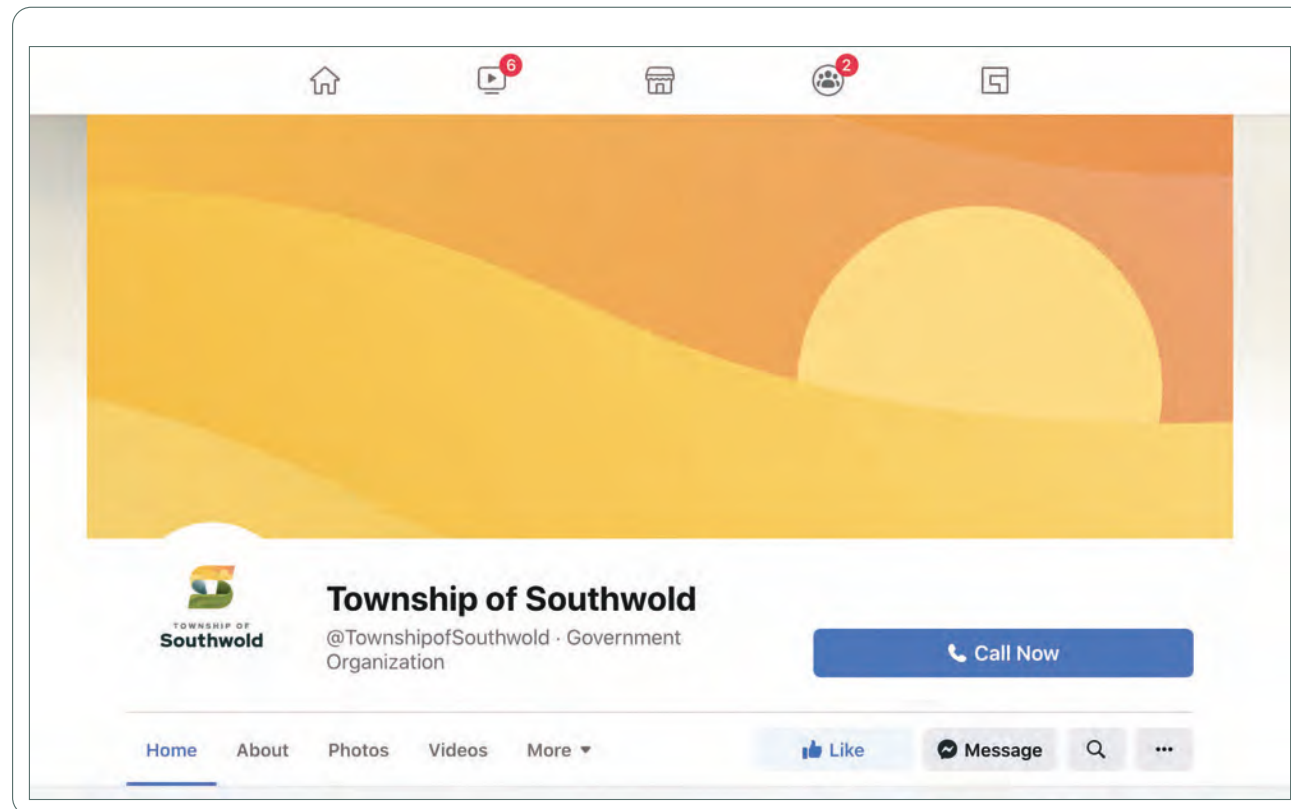 6
2
TOWNSHIP OF
Southwold
Township of Southwold
@TownshipofSouthwold · Government
Organization
Call Now
Home About Photos Videos More
Like Message